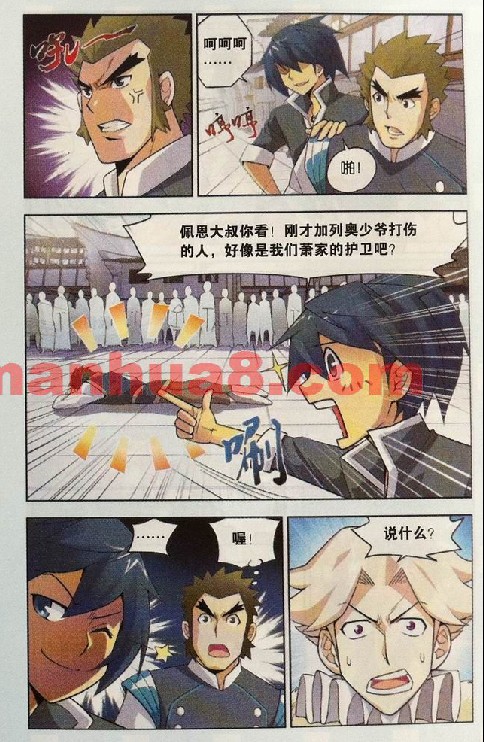 吼
呵呵呵
……
啪！
哼哼
佩恩大叔你看！刚才加列奥少爷打伤
的人，好像是我们萧家的护卫吧？
manhua8.com
唰
……
喔！
说什么？